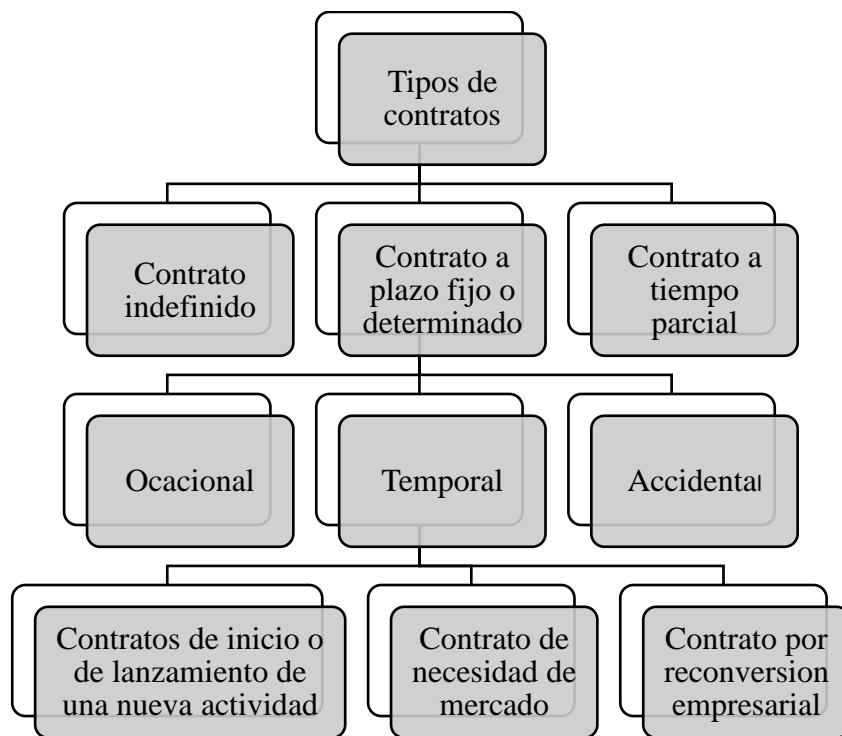 Tipos de
contratos
Contrato
indefinido
Contrato a
plazo fijo o
determinado
Contrato a
tiempo
parcial
Ocacional
Temporal
Accidental
Contratos de inicio o
de lanzamiento de
una nueva actividad
Contrato de
necesidad de
mercado
Contrato por
reconversion
empresarial